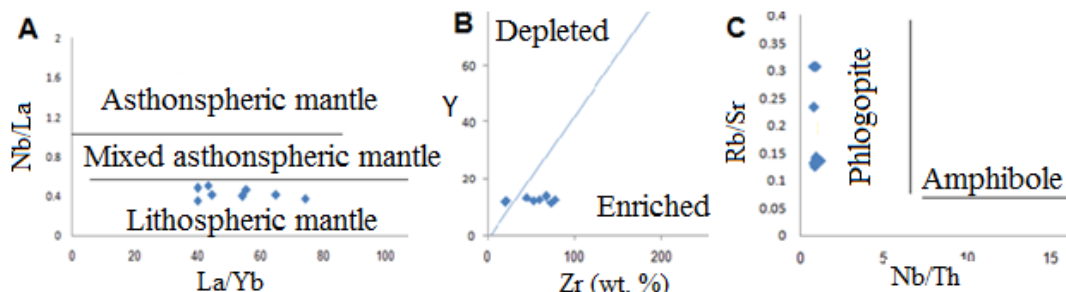 A
2
1.6
1.2
0.8
0.4
0
Nb/La
Asthonspheric mantle
Mixed asthonspheric mantle
Lithospheric mantle
0 20 40 60 80 100
La/Yb
B
Depleted
60
Y
40
20
0
Enriched
0 100 200
Zr (wt. %)
C
0.4
0.35
0.3
0.25
0.2
0.15
0.1
0.05
0
Rb/Sr
Phlogopite
Amphibole
0 5 10 15
Nb/Th